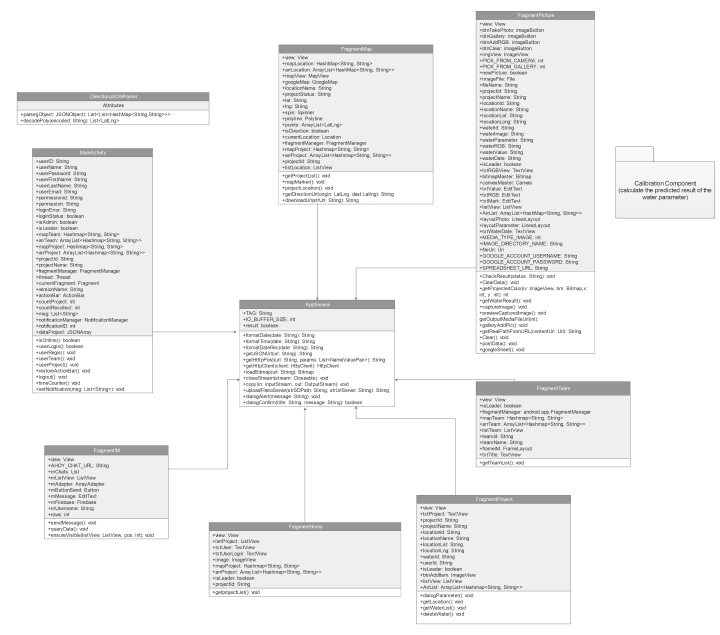 DirectionJSONParser
Attributes
+parse(jObject: JSONObject): List<List<HashMap<String,String>>>
+decodePoly(encoded: String): List<LatLng>
MainActivity
+userID: String
+userName: String
+userPassword: String
+userFirstName: String
+userLastName: String
+userEmail: String
+permissionid: String
+permission: String
+loginError: String
+loginStatus: boolean
+isAdmin: boolean
+isLeader: boolean
+mapTeam: Hashmap<String, String>
+arrTeam: ArrayList<Hashmap<String, String>>
+mapProject: Hashmap<String, String>
+arrProject: ArrayList<Hashmap<String, String>>
+projectId: String
+projectName: String
+fragmentManager: FragmentManager
+thread: Thread
+currentFragment: Fragment
+versionName: String
+actionBar: ActionBar
+countProject: int
+countRecollect: int
+msg: List<String>
+notificationManager: NotificationManager
+notificationID: int
+dataProject: JSONArray
+isOnline(): boolean
+userLogin(): boolean
+userRegis(): void
+userTeam(): void
+userProject(): void
+restoreActionBar(): void
+logout(): void
+timeCounter(): void
+setNotification(msg: List<String>): void
FragmentMap
+view: View
+mapLocation: HashMap<String, String>
+arrLocation: ArrayList<HashMap<String, String>>
+mapView: MapView
+googleMap: GoogleMap
+locationName: String
+projectStatus: String
+lat: String
+lng: String
+spin: Spinner
+polyline: Polyline
+points: ArrayList<LatLng>
+isDirection: boolean
+currentLocation: Location
+fragmentManager: FragmentManager
+mapProject: Hashmap<String, String>
+arrProject: ArrayList<Hashmap<String, String>>
+projectId: String
+listLocation: ListView
+getProjectList(): void
+mapMarker(): void
+projectLocation(): void
+getDirectionUrl(origin: LatLng, dest:LatLng): String
+downloadUrl(strUrl: String): String
FragmentPicture
+view: View
+btnTakePhoto: imageButton
+btnGallery: imageButton
+btnAddRGB: imageButton
+btnClear: imageButton
+imgView: ImageView
+PICK_FROM_CAMERA: int
+PICK_FROM_GALLERY: int
+newPicture: boolean
+imageFile: File
+fileName: String
+projectId: String
+projectName: String
+locationId: String
+locationName: String
+locationLat: String
+locationLong: String
+waterId: String
+waterImage: String
+waterParameter: String
+waterRGB: String
+waterValue: String
+waterDate: String
+isLeader: boolean
+txtRGBView: TextView
+bitmapMaster: Bitmap
+canvasMaster: Canvas
+txtValue: EditText
+txtRGB: EditText
+txtMark: EditText
+listView: ListView
+ArrList: ArrayList<HashMap<String, String>>
+layoutPhoto: LinearLayout
+layoutParameter: LinearLayout
+txtWaterDate: TextView
+MEDIA_TYPE_IMAGE: int
+IMAGE_DIRECTORY_NAME: String
+fileUri: Uri
+GOOGLE_ACCOUNT_USERNAME: String
+GOOGLE_ACCOUNT_PASSWORD: String
+SPREADSHEET_URL: String
+CheckResult(status: String): void
+ClearData(): void
+getProjectedColor(iv: ImageView, bm: Bitmap,x: int, y: int): int
+getWaterResult(): void
+captureImage(): void
+previewCapturedImage(): void
getOutputMediaFileUri(int)
+galleryAddPic(): void
+getRealPathFromURL(contentUri: Uri): String
+Clear(): void
+postData(): void
+googleSheet(): void
Calibration Component
(calculate the predicted result of the
water parameter)
AppService
+TAG: String
+IO_BUFFER_SIZE: int
+result: boolean
+formatDate(date: String): String
+formatTime(date: String): String
+formatDateRec(date: String): String
+getJSONUrl(url: String): String
+getHttpPost(url: String, params: List<NameValuePair>): String
+getHttpClient(client: HttpClient): HttpClient
+loadBitmap(url: String): Bitmap
+closeStream(stream: Closeable): void
+copy(in: InputStream, out: OutputStream): void
+uploadFiletoServer(strSDPath: String, strUrlServer: String): String
+dialogAlert(message: String): void
+dialogConfirm(title: String, message: String): boolean
FragmentTeam
+view: View
+isLeader: boolean
+fragmentManager: android.app.FragmentManager
+mapTeam: Hashmap<String, String>
+arrTeam: ArrayList<Hashmap<String, String>>
+listTeam: ListView
+teamId: String
+teamName: String
+frameIM: FrameLayout
+txtTitle: TextView
+getTeamList(): void
FragmentIM
+view: View
+AHOY_CHAT_URL: String
+mChats: List
+mListView: ListView
+mAdapter: ArrayAdapter
+mButtonSend: Button
+mMessage: EditText
+mFirebase: Firebase
+mUsername: String
+row: int
+sendMessage(): void
+queryData(): void
+ensureVisible(listView: ListView, pos: int): void
FragmentHome
+view: View
+listProject: ListView
+txtUser: TextView
+txtUserLogin: TextView
+image: ImageView
+mapProject: Hashmap<String, String>
+arrProject: ArrayList<Hashmap<String, String>>
+isLeader: boolean
+projectId: String
+getprojectList(): void
FragmentProject
+view: View
+txtProject: TextView
+projectId: String
+projectName: String
+locationId: String
+locationName: String
+locationLat: String
+locationLng: String
+waterId: String
+userId: String
+isLeader: boolean
+btnAddItem: ImageView
+listView: ListView
+ArrList: ArrayList<Hashmap<String, String>>
+dialogParameter(): void
+getLocation(): void
+getWaterList(): void
+deleteWater(): void